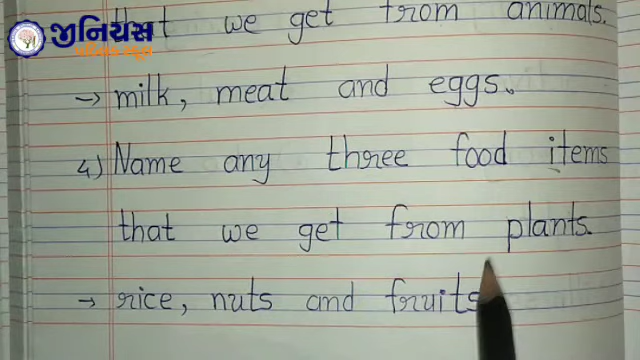 જીનિયસ
પબ્લિક સ્કૂલ
that we get from animals.
→ milk, meat and eggs.
4) Name any three food items
that we get from plants.
→ rice, nuts and fruits